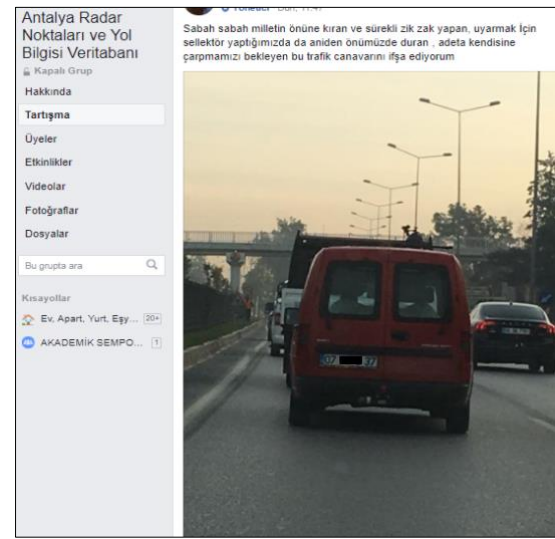 Antalya Radar
Noktaları ve Yol
Bilgisi Veritabanı
Kapalı Grup
Hakkında
Tartışma
Üyeler
Etkinlikler
Videolar
Fotoğraflar
Dosyalar
Bu grupta ara
Kısayollar
Ev, Apart, Yurt, Eşy... 20+
AKADEMİK SEMPO... 1
Sabah sabah milletin önüne kıran ve sürekli zik zak yapan, uyarmak İçin
sellektör yaptığımızda da aniden önümüzde duran , adeta kendisine
çarpmamızı bekleyen bu trafik canavarını ifşa ediyorum
07 37